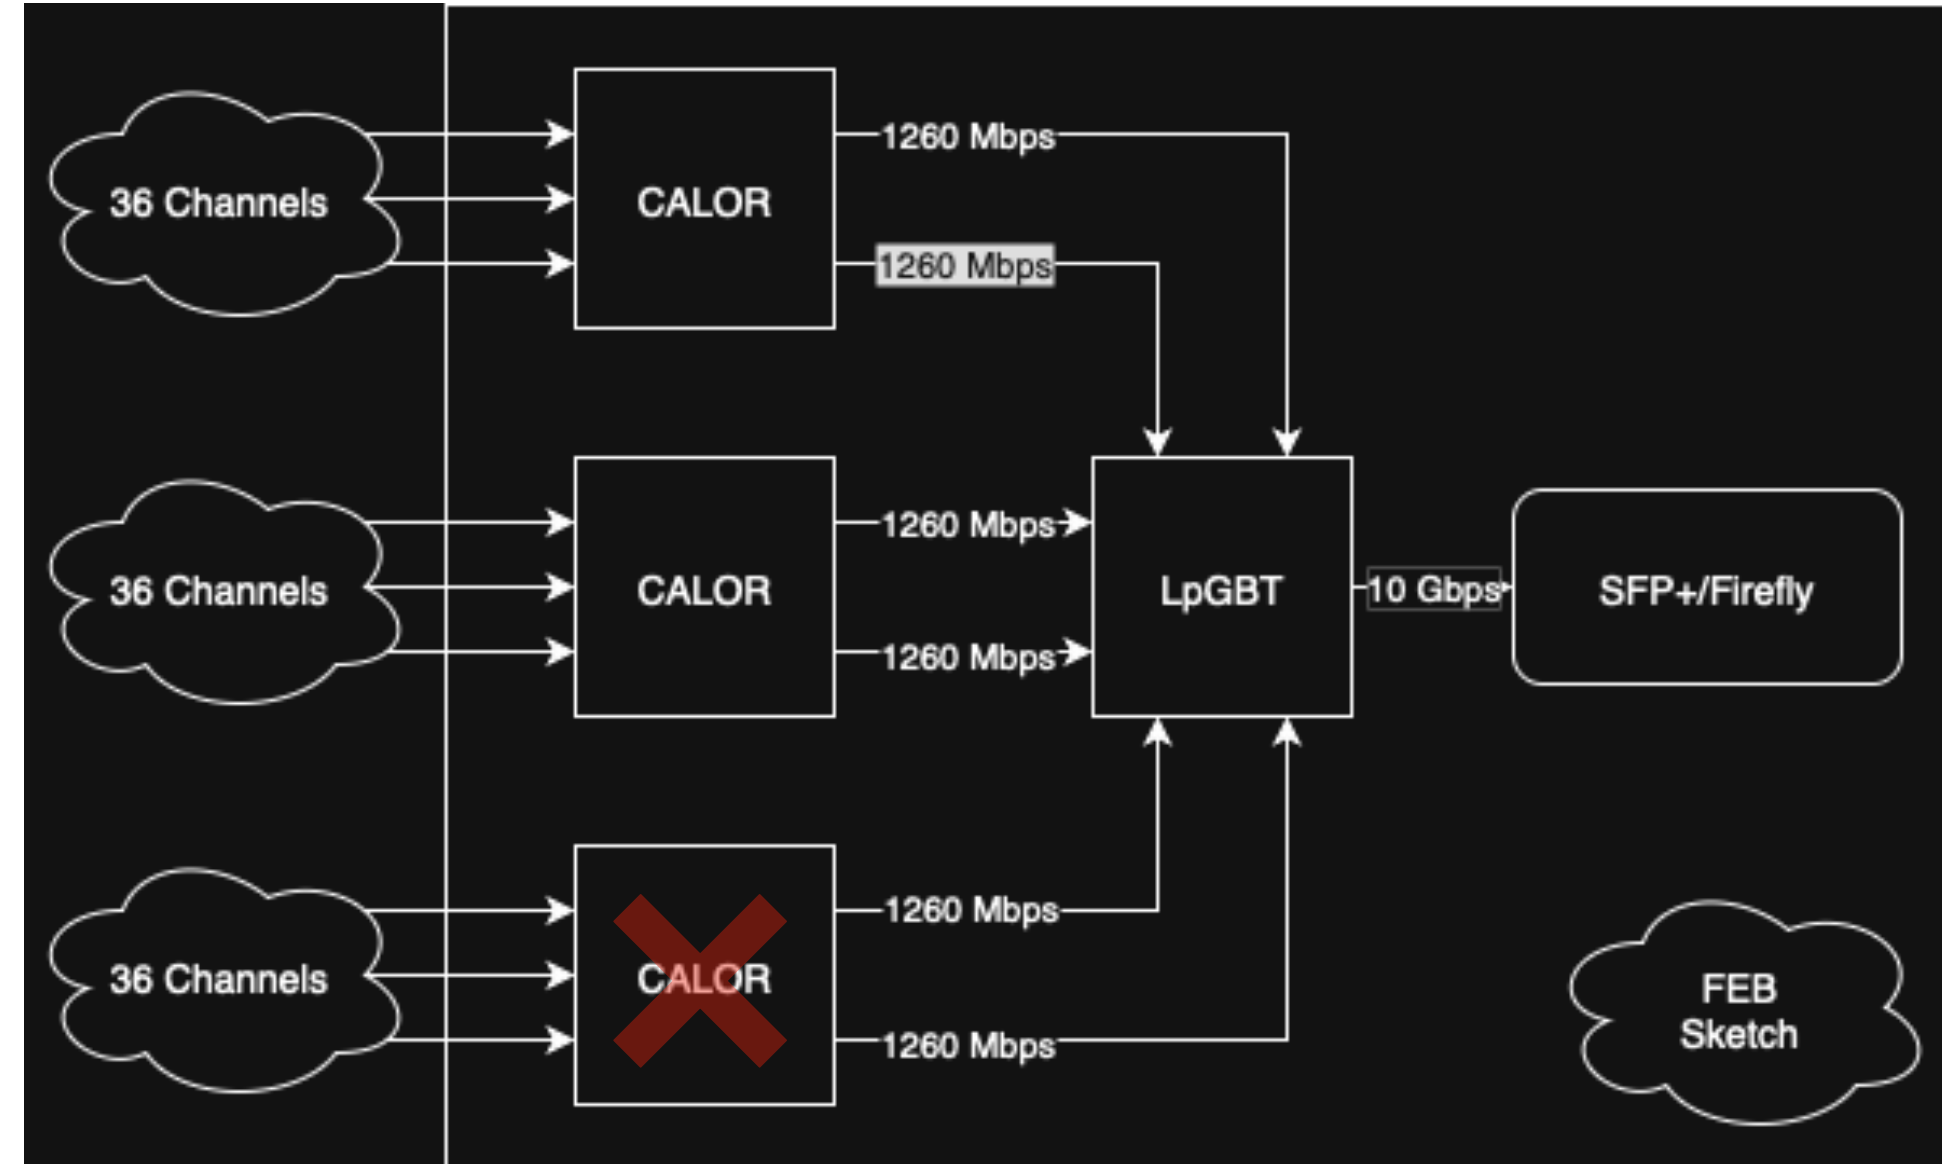 36 Channels
CALOR
1260 Mbps
1260 Mbps
36 Channels
CALOR
1260 Mbps
1260 Mbps
LpGBT
10 Gbps
SFP+/Firefly
36 Channels
CALOR
1260 Mbps
1260 Mbps
FEB
Sketch